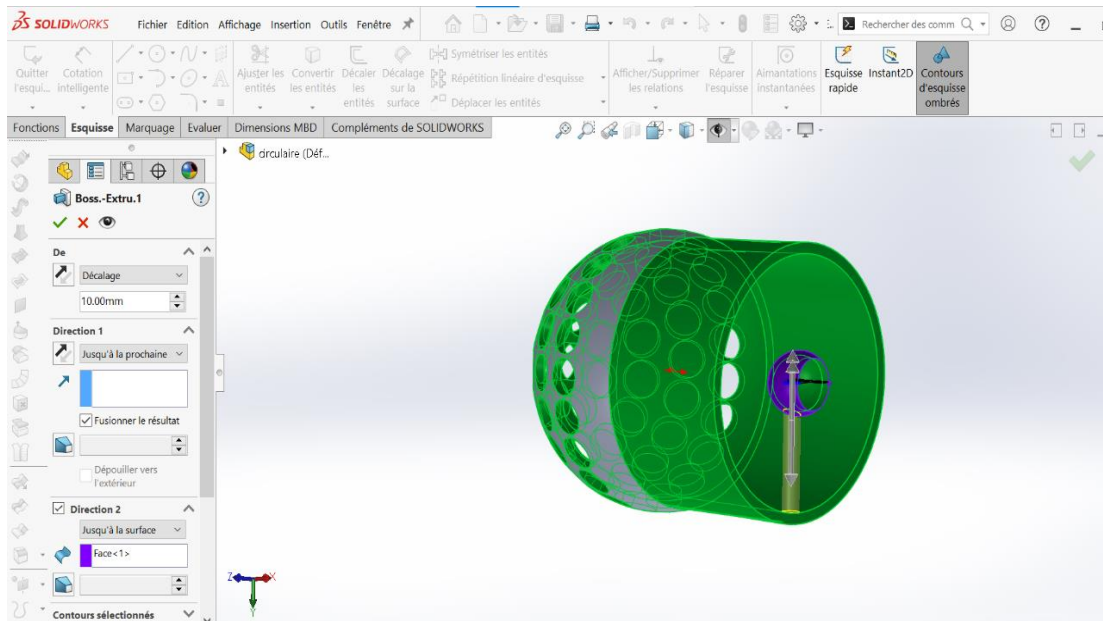 SOLIDWORKS Fichier Edition Affichage Insertion Outils Fenêtre Rechercher des comm
Quitter l'esqui... Cotation intelligente
Ajuster les entités Convertir les entités Décaler les entités Décalage sur la surface
Symétriser les entités
Répétition linéaire d'esquisse
Déplacer les entités
Afficher/Supprimer les relations Réparer l'esquisse Aimantations instantanées Esquisse rapide Instant2D Contours d'esquisse ombrés
Fonctions Esquisse Marquage Evaluer Dimensions MBD Compléments de SOLIDWORKS
circulaire (Déf...
Boss.-Extru.1
De
Décalage
10.00mm
Direction 1
Jusqu'à la prochaine
Fusionner le résultat
Dépouiller vers
l'extérieur
Direction 2
Jusqu'à la surface
Face<1>
Contours sélectionnés
Z X
Y